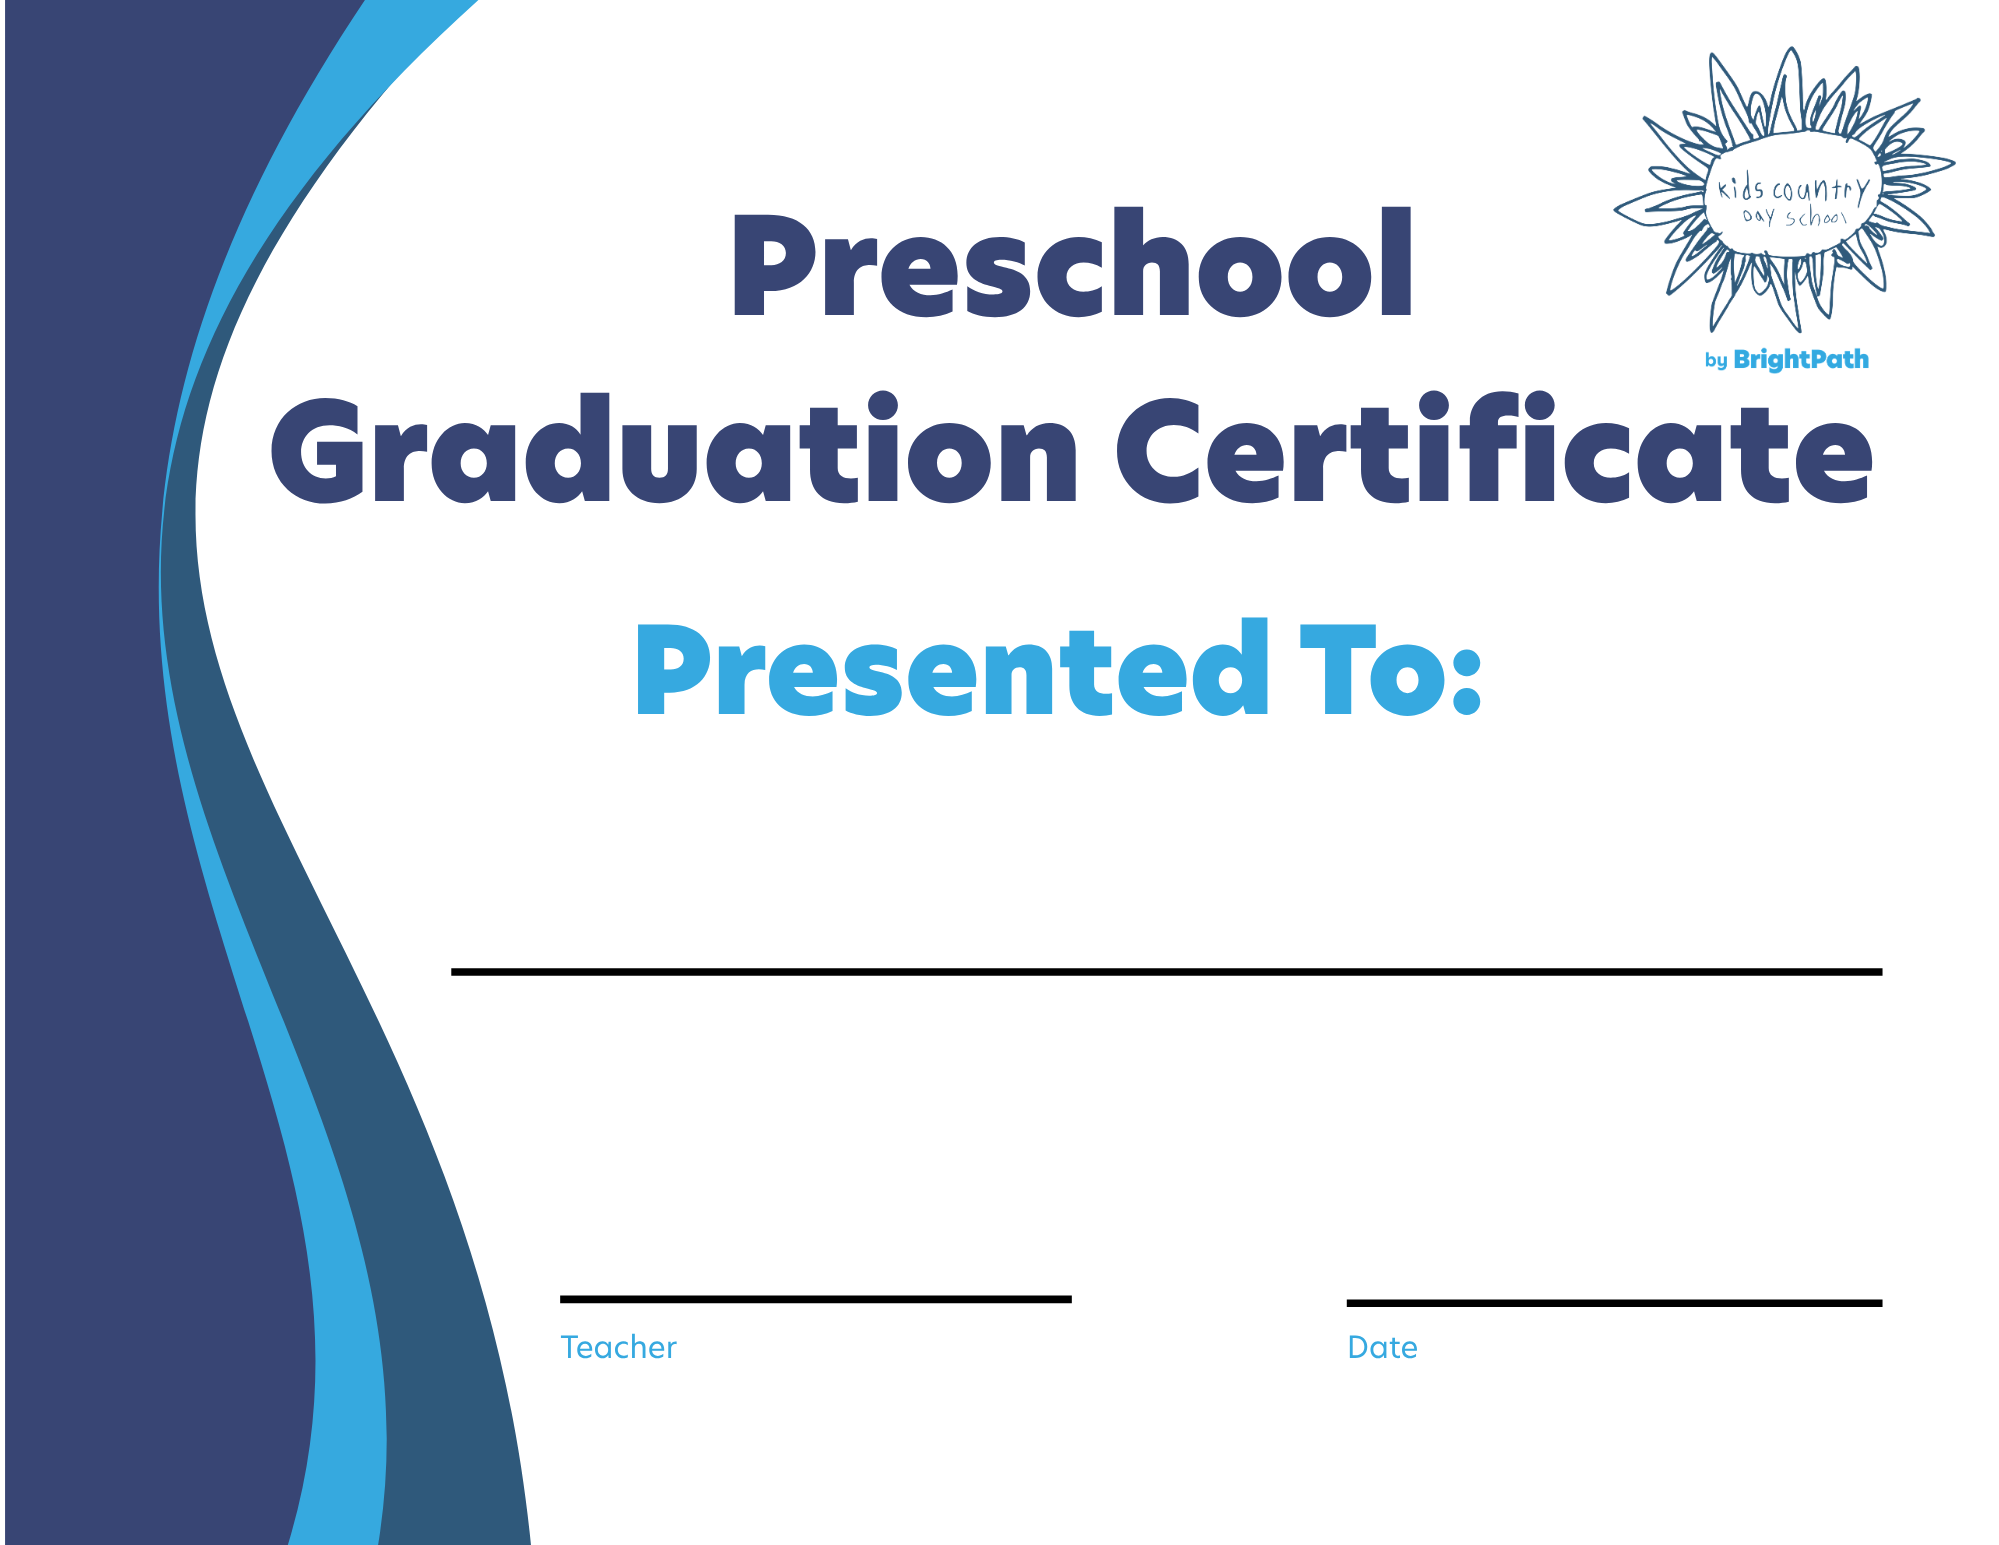 kids country
Day school
by BrightPath
Preschool
Graduation Certificate
Presented To:
Teacher
Date